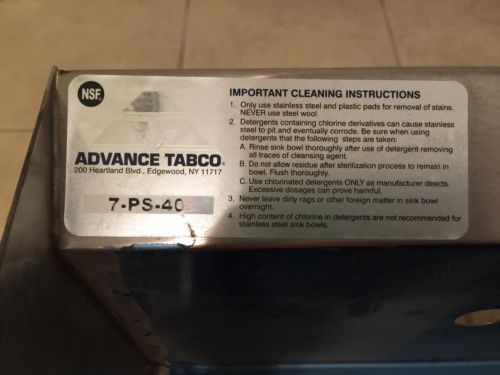 NSF
ADVANCE TABCO
200 Heartland Blvd., Edgewood, NY 11717
7-PS-40
IMPORTANT CLEANING INSTRUCTIONS
1. Only use stainless steel and plastic pads for removal of stains.
NEVER use steel wool.
2. Detergents containing chlorine derivatives can cause stainless
steel to pit and eventually corrode. Be sure when using
detergents that the following steps are taken:
A. Rinse sink bowl thoroughly after use of detergent removing
all traces of cleansing agent.
B. Do not allow residue after sterilization process to remain in
bowl. Flush thoroughly.
C. Use chlorinated detergents ONLY as manufacturer directs.
Excessive dosages can prove harmful.
3. Never leave dirty rags or other foreign matter in sink bowl
overnight.
4. High content of chlorine in detergents are not recommended for
stainless steel sink bowls.